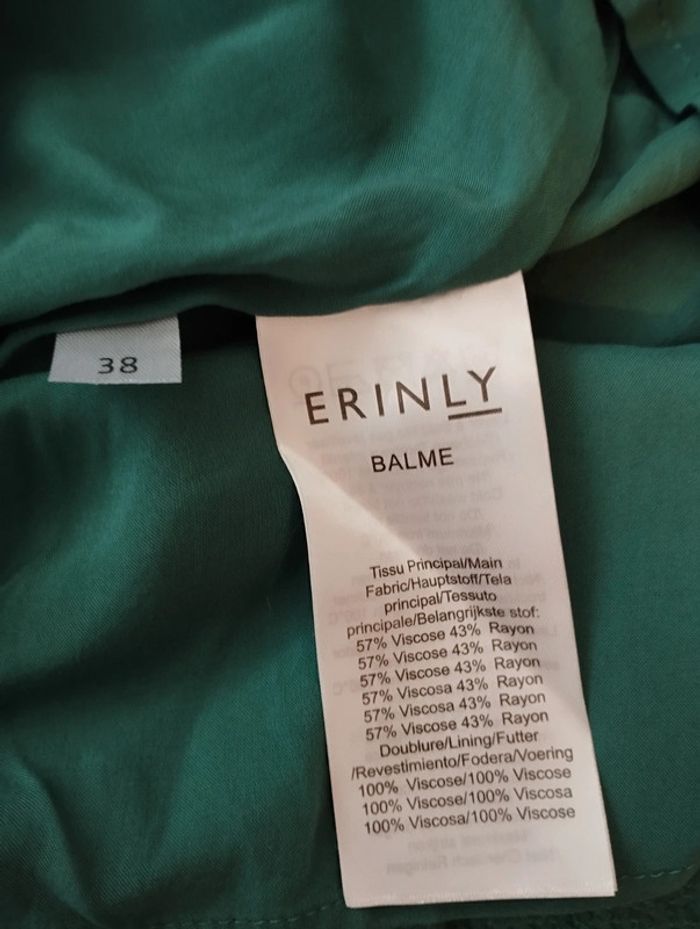 38
ERINLY
BALME
Tissu Principal/Main
Fabric/Hauptstoff/Tela
principal/Tessuto
principale/Belangrijkste stof:
57% Viscose 43% Rayon
57% Viscose 43% Rayon
57% Viscose 43% Rayon
57% Viscosa 43% Rayon
57% Viscosa 43% Rayon
57% Viscose 43% Rayon
Doublure/Lining/Futter
/Revestimiento/Fodera/Voering
100% Viscose/100% Viscose
100% Viscose/100% Viscosa
100% Viscosa/100% Viscose